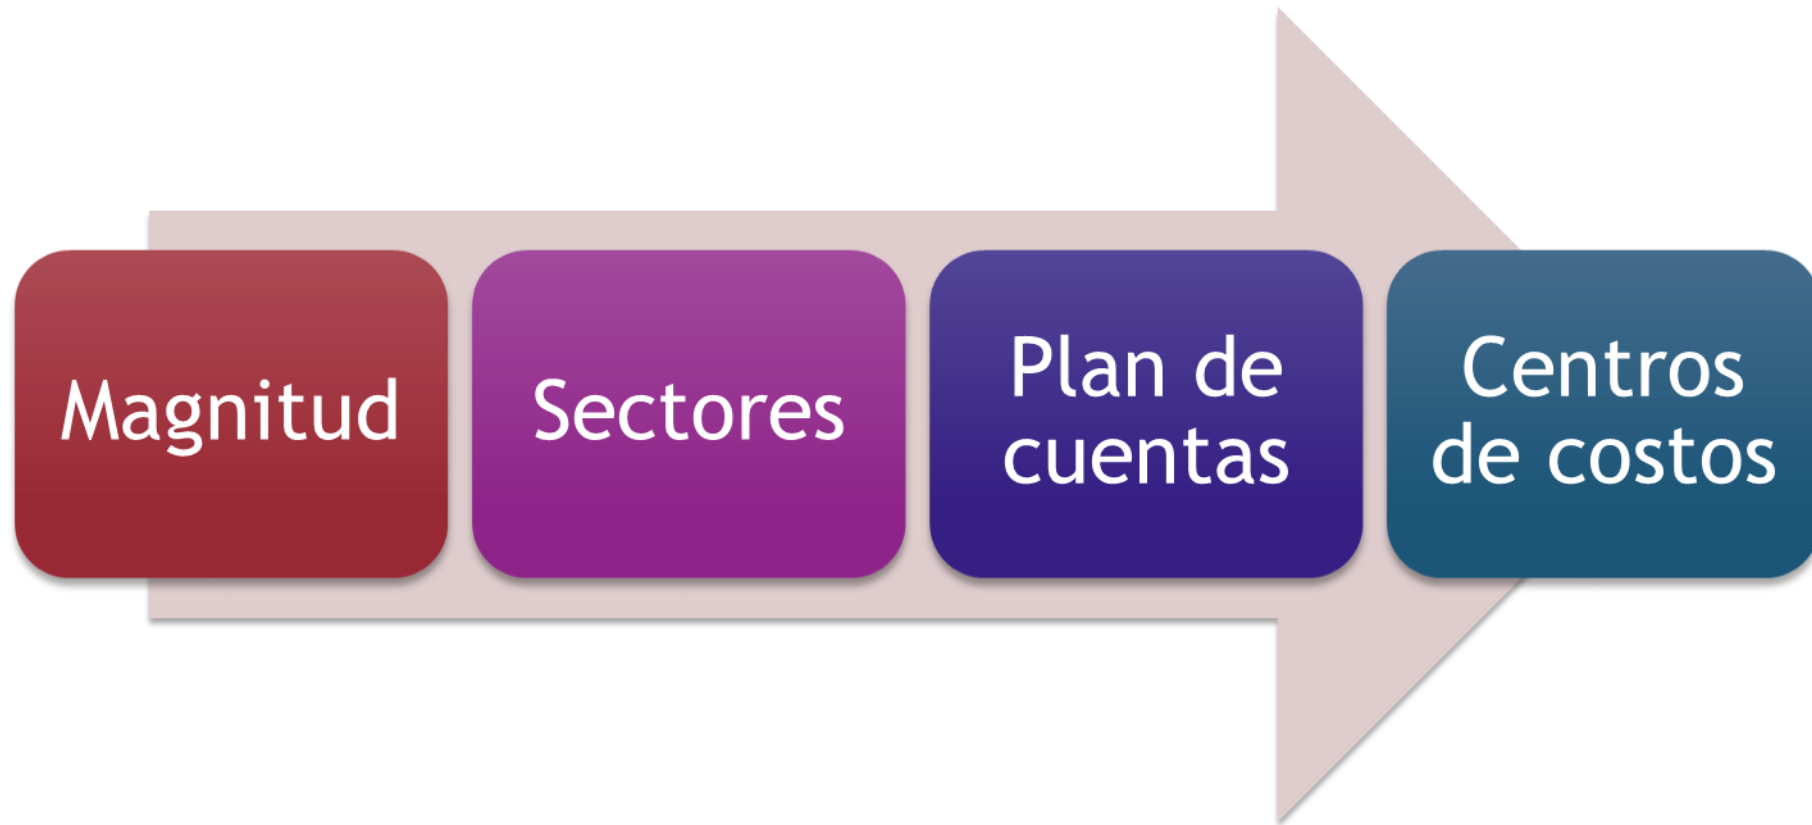 Magnitud
Sectores
Plan de
cuentas
Centros
de costos